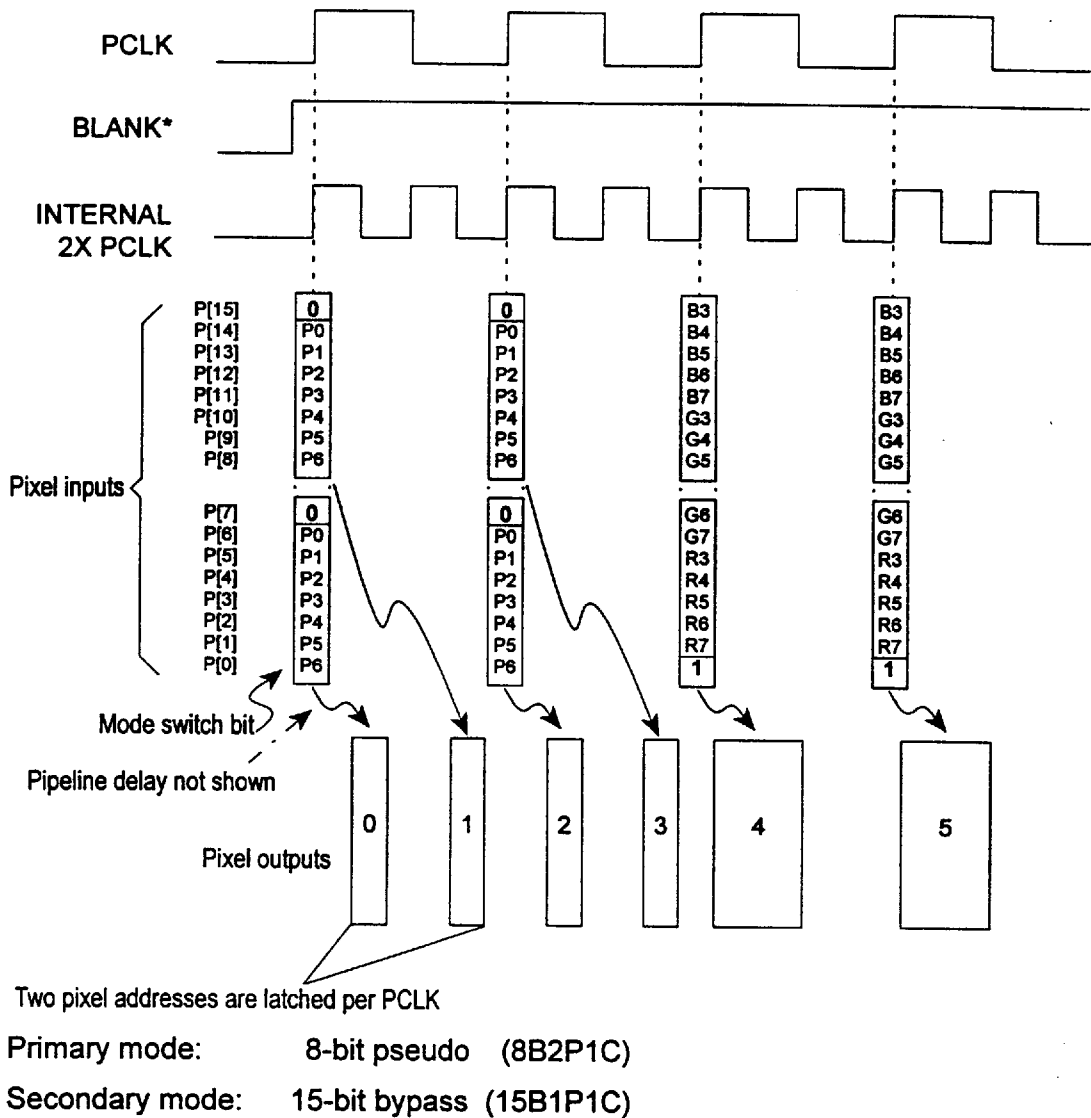 PCLK
BLANK*
INTERNAL
2X PCLK
P[15] 0 0 B3 B3
P[14] P0 P0 B4 B4
P[13] P1 P1 B5 B5
P[12] P2 P2 B6 B6
P[11] P3 P3 B7 B7
P[10] P4 P4 G3 G3
P[9] P5 P5 G4 G4
P[8] P6 P6 G5 G5
Pixel inputs
P[7] 0 0 G6 G6
P[6] P0 P0 G7 G7
P[5] P1 P1 R3 R3
P[4] P2 P2 R4 R4
P[3] P3 P3 R5 R5
P[2] P4 P4 R6 R6
P[1] P5 P5 R7 R7
P[0] P6 P6 1 1
Mode switch bit
Pipeline delay not shown
0 1 2 3 4 5
Pixel outputs
Two pixel addresses are latched per PCLK
Primary mode: 8-bit pseudo (8B2P1C)
Secondary mode: 15-bit bypass (15B1P1C)